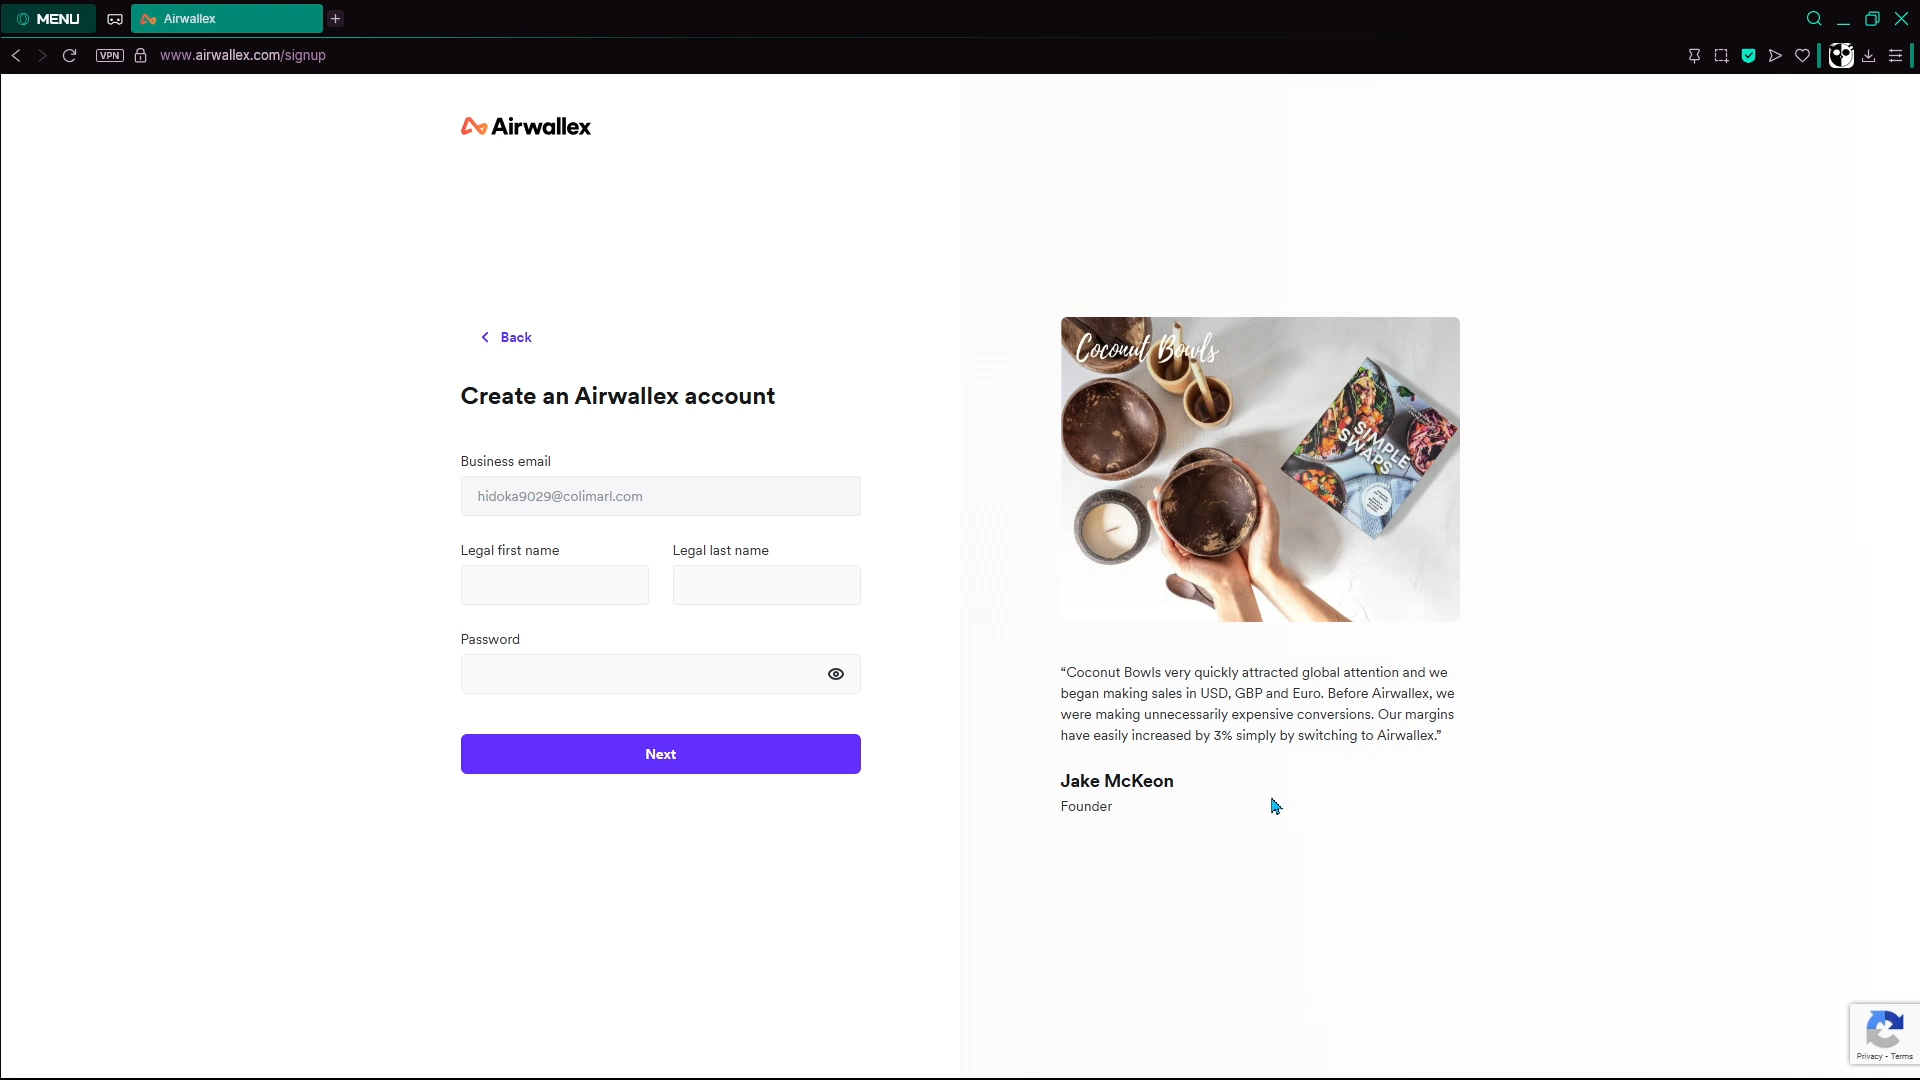 MENU
Airwallex
VPN
www.airwallex.com/signup
Airwallex
Back
Create an Airwallex account
Business email
hidoka9029@colimarl.com
Legal first name
Legal last name
Password
Next
Coconut Bowls
SIMPLE
SWAPS
“Coconut Bowls very quickly attracted global attention and we
began making sales in USD, GBP and Euro. Before Airwallex, we
were making unnecessarily expensive conversions. Our margins
have easily increased by 3% simply by switching to Airwallex.”
Jake McKeon
Founder
Privacy - Terms